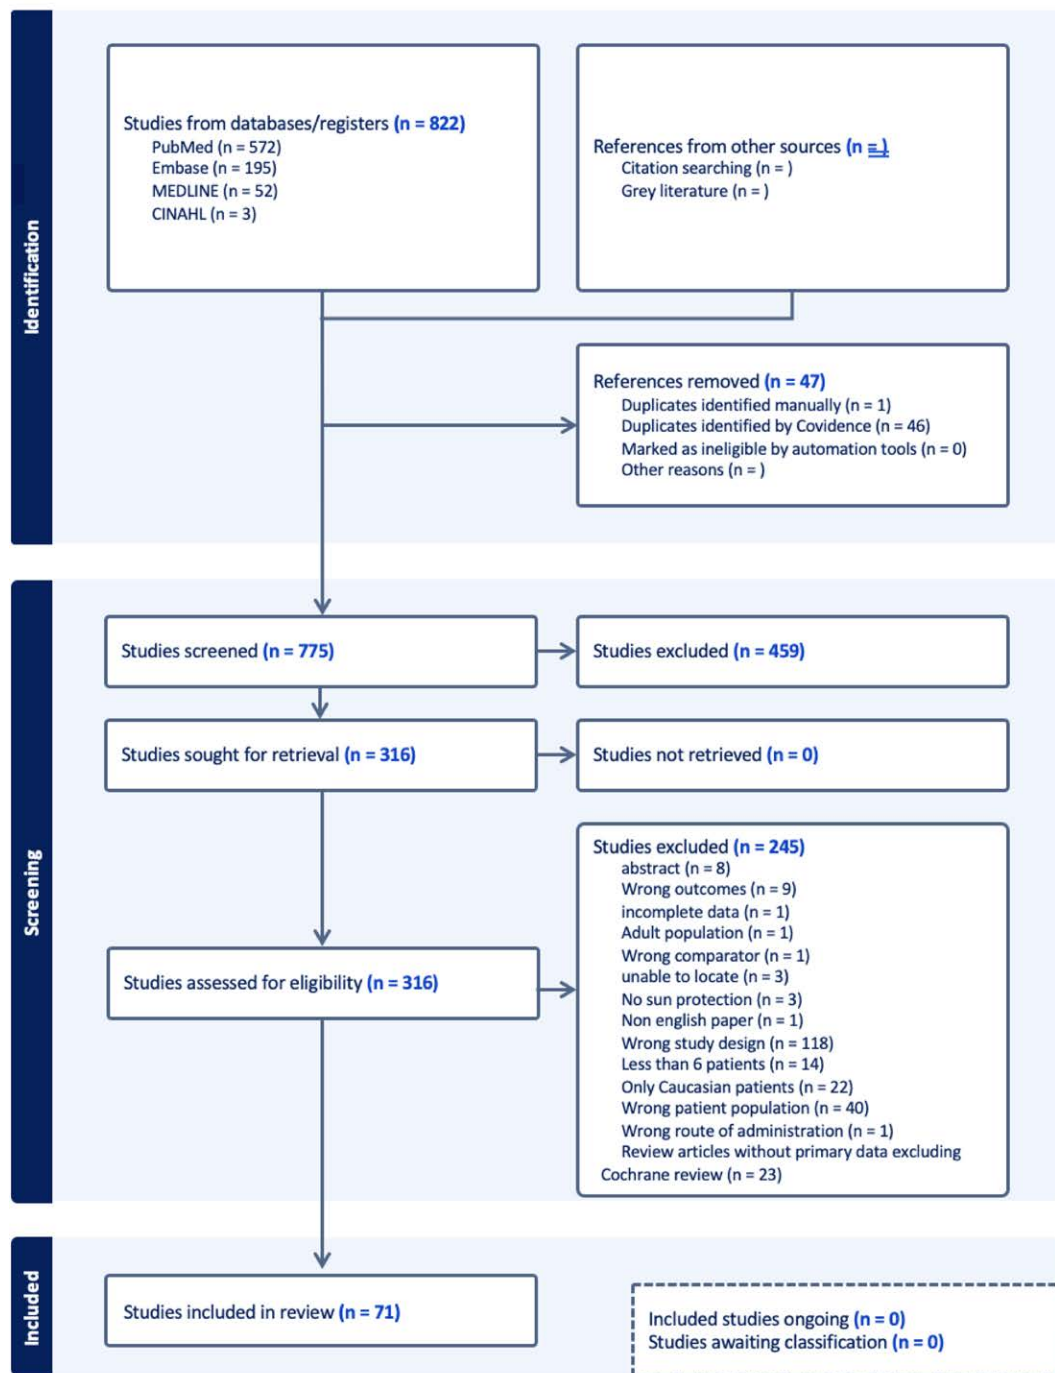 Identification
Studies from databases/registers (n = 822)
PubMed (n = 572)
Embase (n = 195)
MEDLINE (n = 52)
CINAHL (n = 3)
References from other sources (n = )
Citation searching (n = )
Grey literature (n = )
References removed (n = 47)
Duplicates identified manually (n = 1)
Duplicates identified by Covidence (n = 46)
Marked as ineligible by automation tools (n = 0)
Other reasons (n = )
Screening
Studies screened (n = 775)
Studies excluded (n = 459)
Studies sought for retrieval (n = 316)
Studies not retrieved (n = 0)
Studies assessed for eligibility (n = 316)
Studies excluded (n = 245)
abstract (n = 8)
Wrong outcomes (n = 9)
incomplete data (n = 1)
Adult population (n = 1)
Wrong comparator (n = 1)
unable to locate (n = 3)
No sun protection (n = 3)
Non english paper (n = 1)
Wrong study design (n = 118)
Less than 6 patients (n = 14)
Only Caucasian patients (n = 22)
Wrong patient population (n = 40)
Wrong route of administration (n = 1)
Review articles without primary data excluding
Cochrane review (n = 23)
Included
Studies included in review (n = 71)
Included studies ongoing (n = 0)
Studies awaiting classification (n = 0)